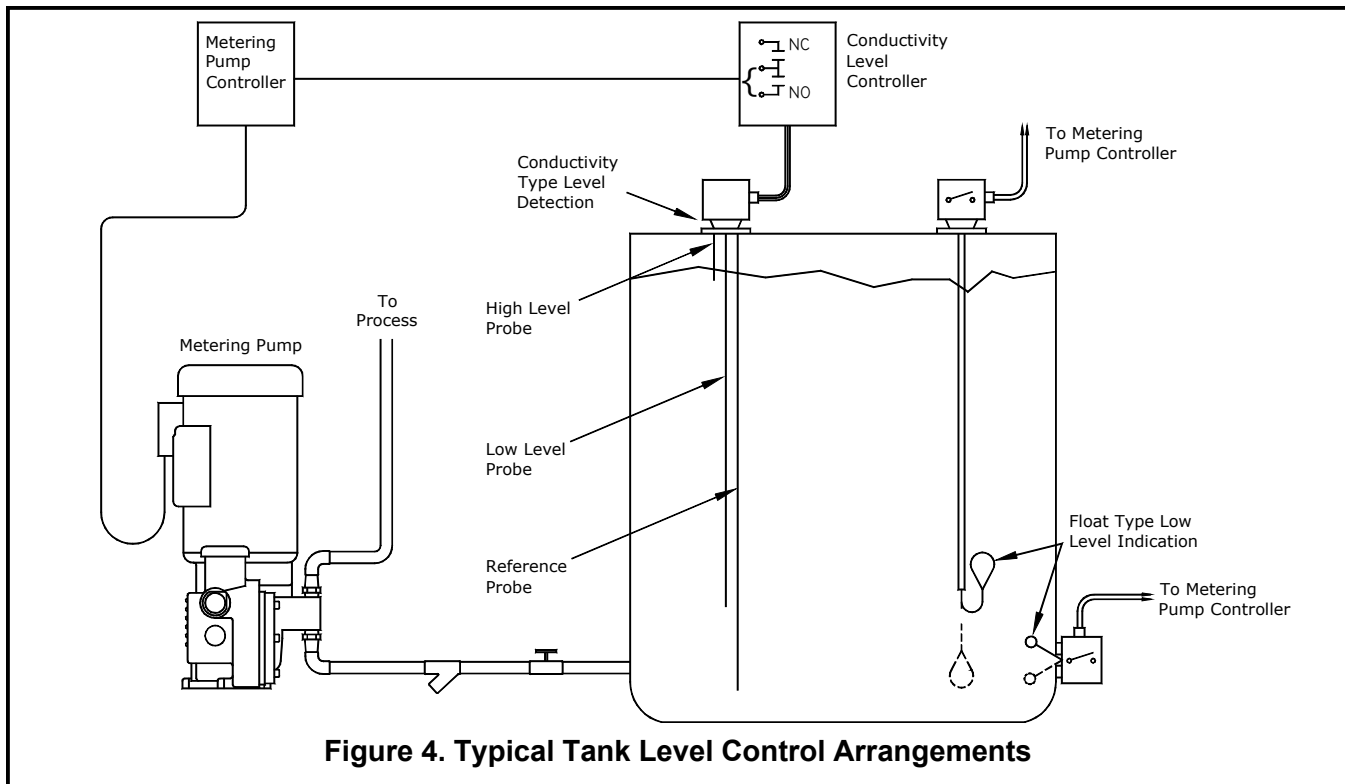 Metering
Pump
Controller
NC
NO
Conductivity
Level
Controller
To Metering
Pump Controller
Conductivity
Type Level
Detection
High Level
Probe
To
Process
Metering Pump
Low Level
Probe
Reference
Probe
Float Type Low
Level Indication
To Metering
Pump Controller
Figure 4. Typical Tank Level Control Arrangements